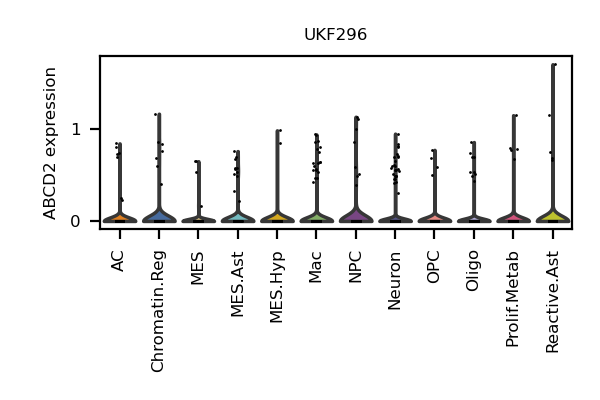 UKF296
ABCD2 expression
1
0
AC
Chromatin.Reg
MES
MES.Ast
MES.Hyp
Mac
NPC
Neuron
OPC
Oligo
Prolif.Metab
Reactive.Ast